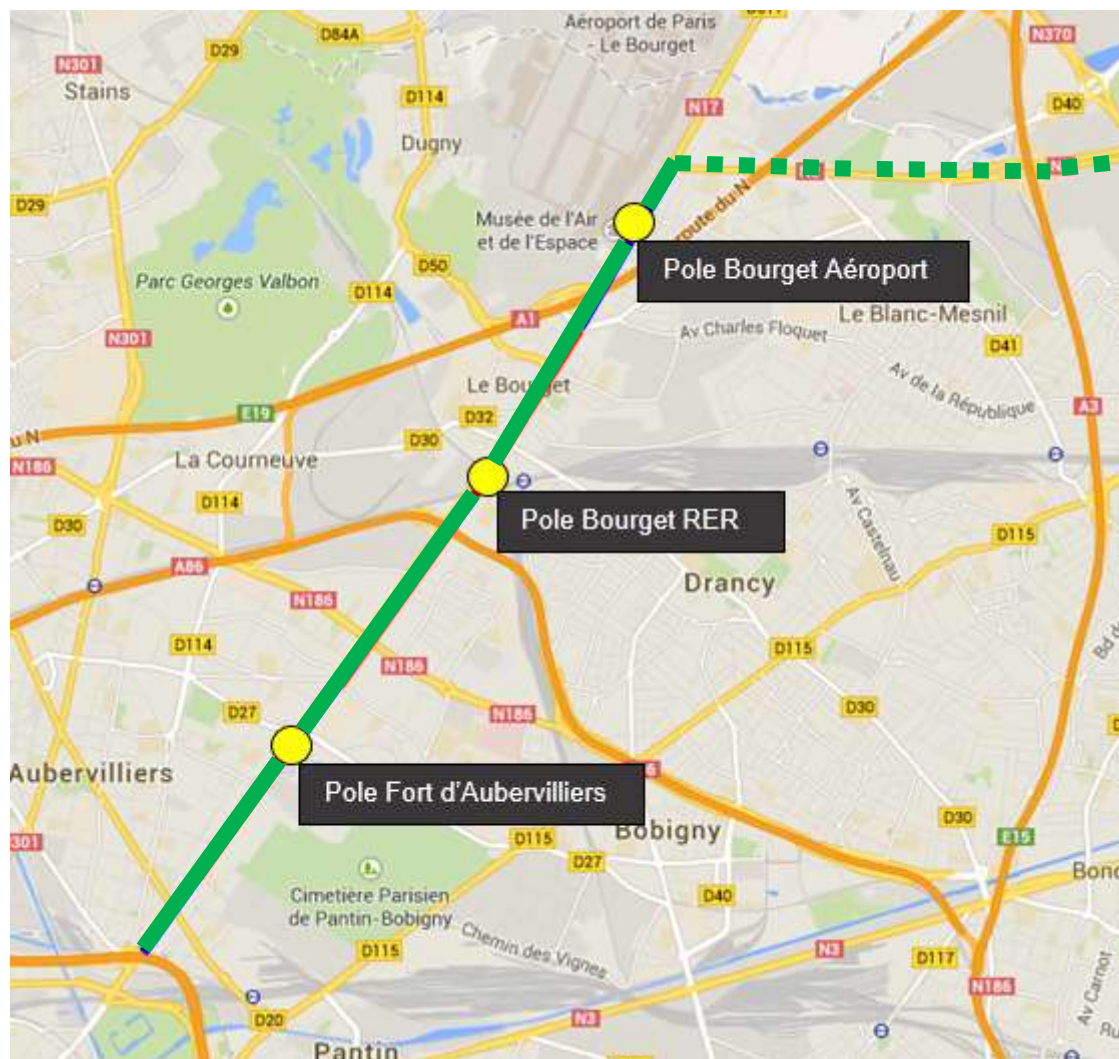 Aéroport de Paris
- Le Bourget
D84A
N370
D29
N301
Stains
D114
D40
N17
Dugny
D29
Musée de l'Air
et de l'Espace
route du N
Pole Bourget Aéroport
D50
Parc Georges Valbon
D114
A1
Le Blanc-Mesnil
Av Charles Floquet
N301
D41
Le Bourget
Av de la République
E19
D32
A3
D30
La Courneuve
N186
D114
Pole Bourget RER
Av Castelnau
D30
D115
A86
Drancy
N186
D114
D115
N186
D30
D27
N186
Aubervilliers
Pole Fort d'Aubervilliers
D30
Bobigny
D115
E15
301
D27
Cimetière Parisien
de Pantin-Bobigny
D40
Chemin des Vignes
D115
N3
D117
N186
Av Carnot
D20
N3
Pantin